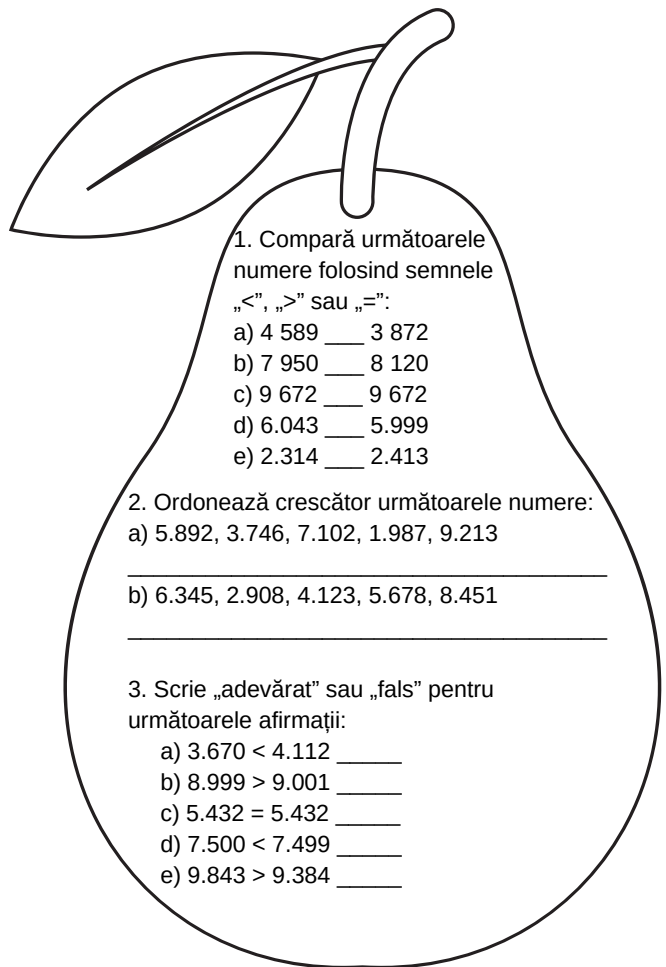 1. Compară următoarele
numere folosind semnele
„<”, „>” sau „=”:
a) 4 589 ___ 3 872
b) 7 950 ___ 8 120
c) 9 672 ___ 9 672
d) 6.043 ___ 5.999
e) 2.314 ___ 2.413
2. Ordonează crescător următoarele numere:
a) 5.892, 3.746, 7.102, 1.987, 9.213
_____________________________________
b) 6.345, 2.908, 4.123, 5.678, 8.451
_____________________________________
3. Scrie „adevărat” sau „fals” pentru
următoarele afirmații:
a) 3.670 < 4.112 _____
b) 8.999 > 9.001 _____
c) 5.432 = 5.432 _____
d) 7.500 < 7.499 _____
e) 9.843 > 9.384 _____